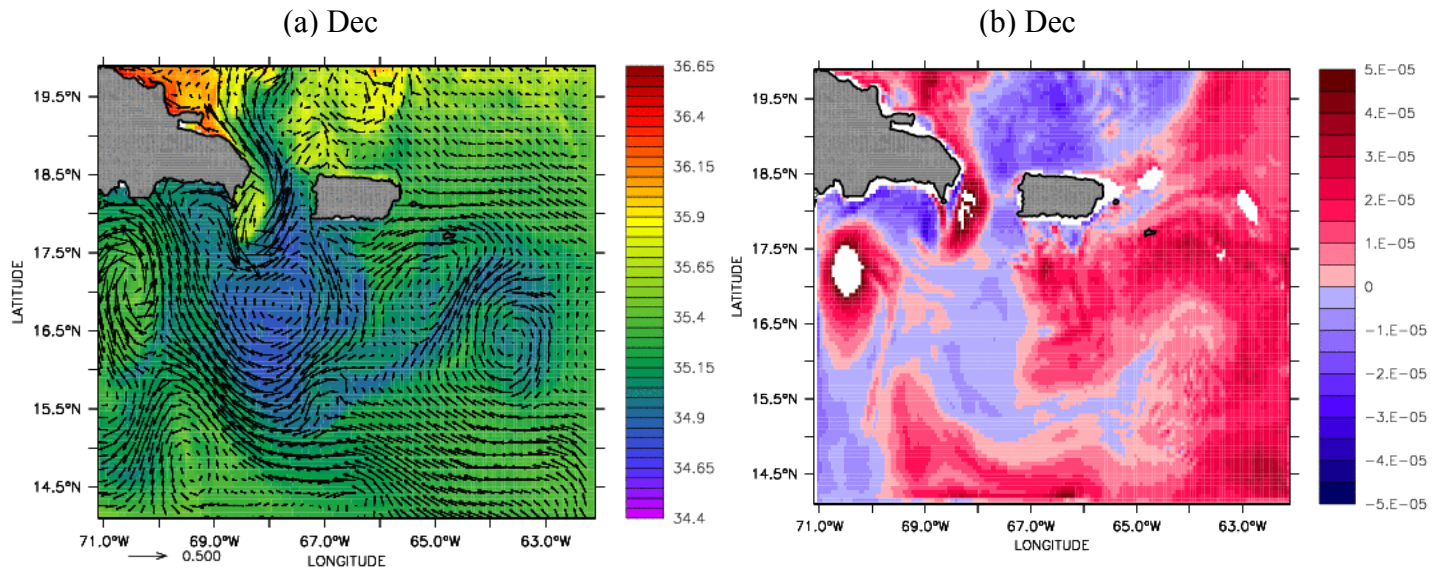 (a) Dec
(b) Dec
19.5°N
18.5°N
17.5°N
16.5°N
15.5°N
14.5°N
LATITUDE
71.0°W 69.0°W 67.0°W 65.0°W 63.0°W
LONGITUDE
0.500
36.65
36.4
36.15
35.9
35.65
35.4
35.15
34.9
34.65
34.4
19.5°N
18.5°N
17.5°N
16.5°N
15.5°N
14.5°N
LATITUDE
71.0°W 69.0°W 67.0°W 65.0°W 63.0°W
LONGITUDE
5.E-05
4.E-05
3.E-05
2.E-05
1.E-05
0
-1.E-05
-2.E-05
-3.E-05
-4.E-05
-5.E-05